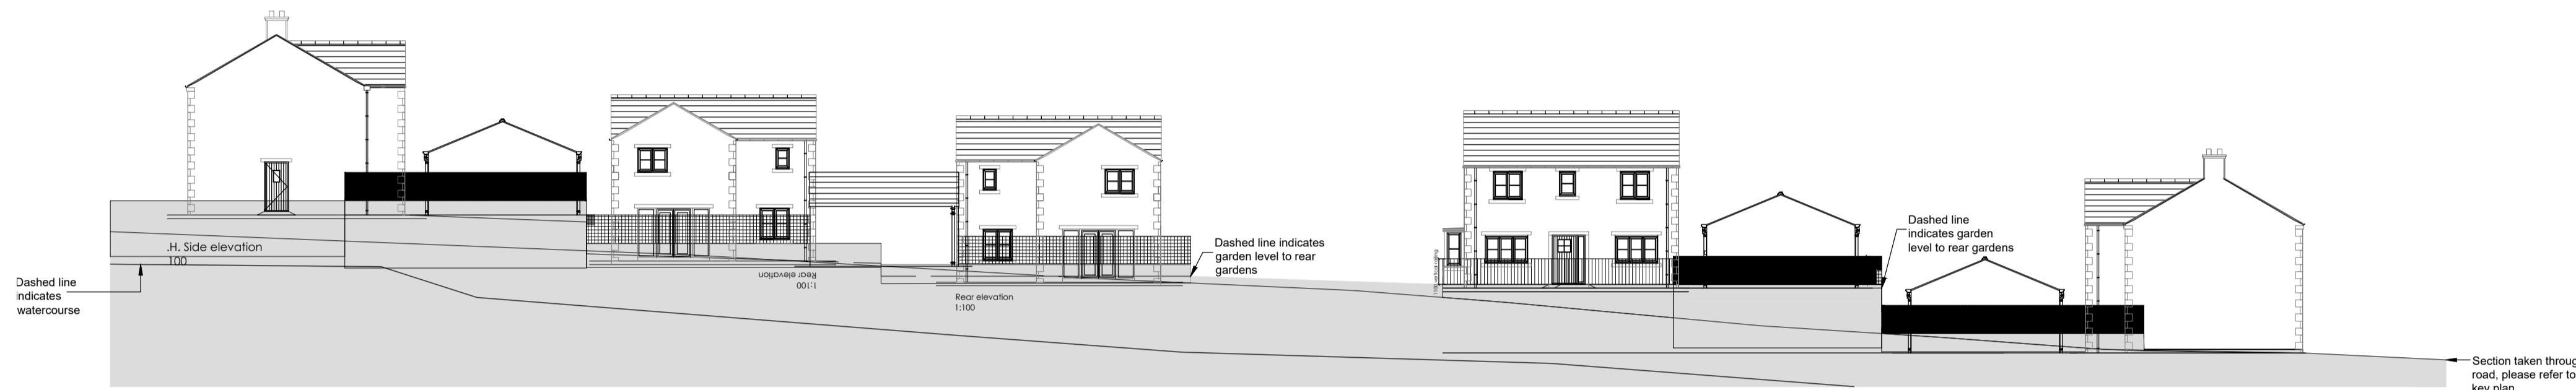 .H. Side elevation
100
Dashed line
indicates
watercourse
Rear elevation
1:100
Rear elevation
1:100
Dashed line indicates
garden level to rear
gardens
Dashed line
indicates garden
level to rear gardens
Section taken throug
road, please refer to
key plan